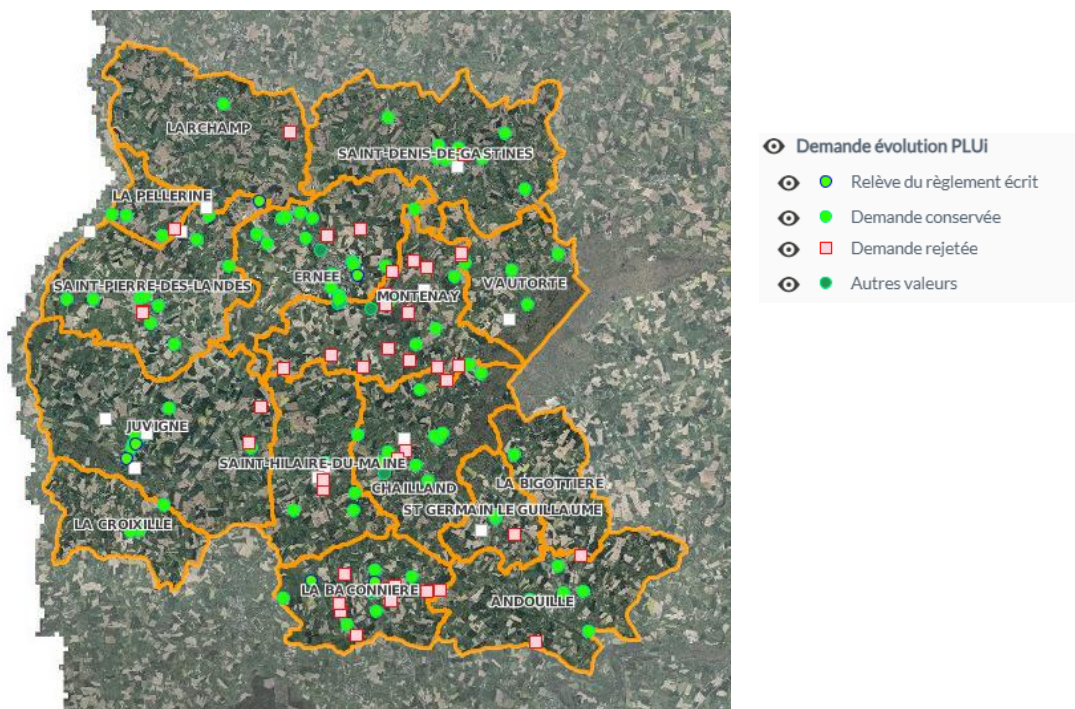 LARCHAMP
SAINT-DENIS-DE-GASTINES
LA PELLERINE
ERNEE
SAINT-PIERRE-DES-LANDES
MONTENAY
VAUTORTE
JUVIGNE
SAINT-HILAIRE-DU-MAINE
CHAILLAND
LA BIGOTTIERE
ST GERMAIN LE GUILLAUME
LA CROIXILLE
LA BACONNIERE
ANDOUILLE
Demande évolution PLUi
Relève du règlement écrit
Demande conservée
Demande rejetée
Autres valeurs